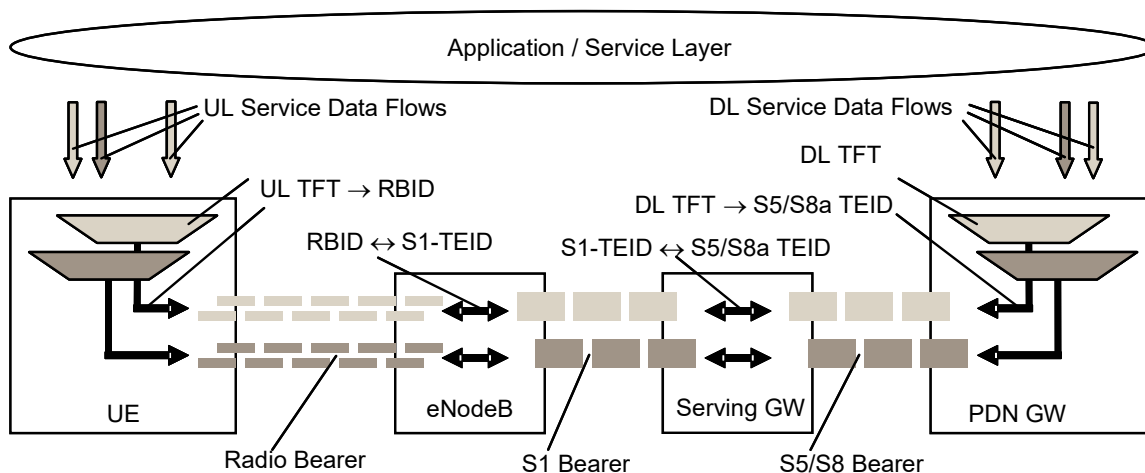 Application / Service Layer
UL Service Data Flows
DL Service Data Flows
DL TFT
UL TFT → RBID
DL TFT → S5/S8a TEID
RBID ↔ S1-TEID
S1-TEID ↔ S5/S8a TEID
UE
eNodeB
Serving GW
PDN GW
Radio Bearer
S1 Bearer
S5/S8 Bearer